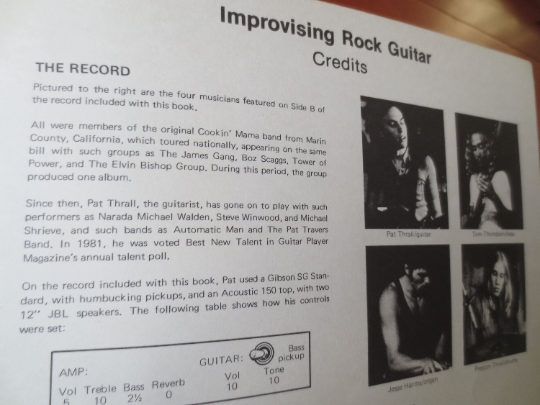 Improvising Rock Guitar
Credits
THE RECORD
Pictured to the right are the four musicians featured on Side B of
the record included with this book.
All were members of the original Cookin' Mama band from Marin
County, California, which toured nationally, appearing on the same
bill with such groups as The James Gang, Boz Scaggs, Tower of
Power, and The Elvin Bishop Group. During this period, the group
produced one album.
Since then, Pat Thrall, the guitarist, has gone on to play with such
performers as Narada Michael Walden, Steve Winwood, and Michael
Shrieve, and such bands as Automatic Man and The Pat Travers
Band. In 1981, he was voted Best New Talent in Guitar Player
Magazine's annual talent poll.
On the record included with this book, Pat used a Gibson SG Stan-
dard, with humbucking pickups, and an Acoustic 150 top, with two
12" JBL speakers. The following table shows how his controls
were set:
AMP:
Vol Treble Bass Reverb
5 10 2½ 0
GUITAR: Bass
pickup
Vol Tone
10 10
Pat Thrall/guitar